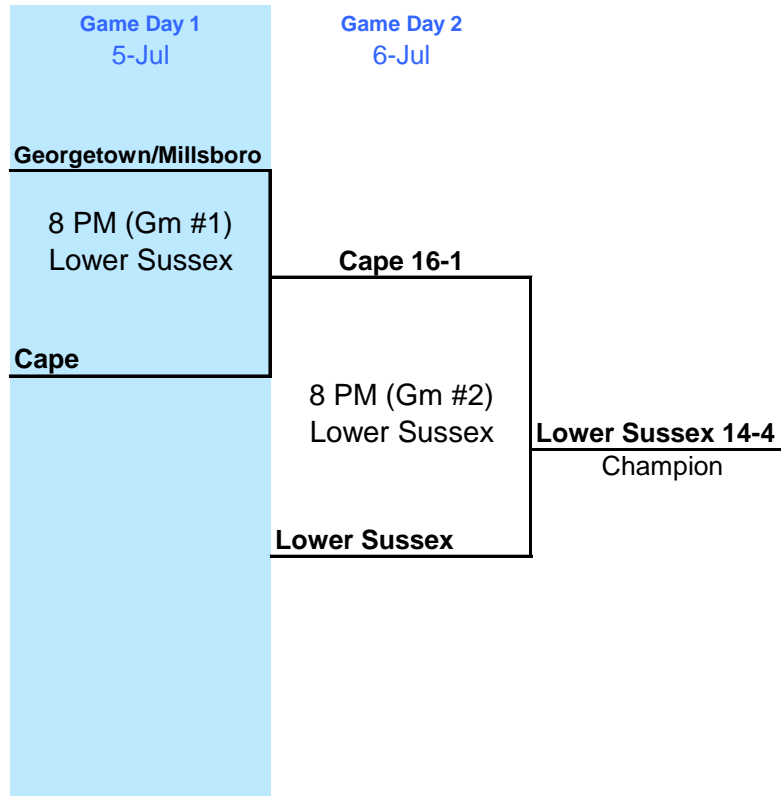 Game Day 1
5-Jul
Game Day 2
6-Jul
Georgetown/Millsboro
8 PM (Gm #1)
Lower Sussex
Cape 16-1
Cape
8 PM (Gm #2)
Lower Sussex
Lower Sussex 14-4
Champion
Lower Sussex